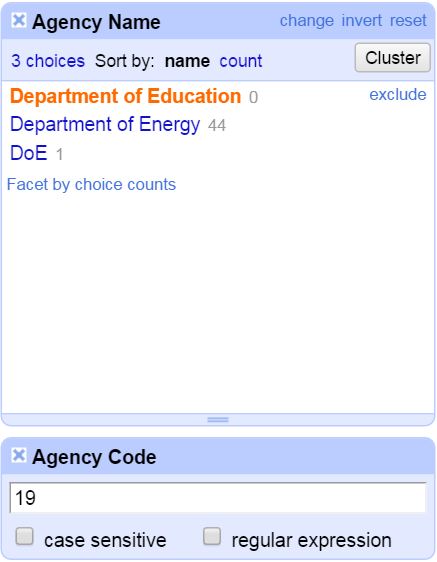 Agency Name change invert reset
3 choices Sort by: name count Cluster
Department of Education 0 exclude
Department of Energy 44
DoE 1
Facet by choice counts
Agency Code
19
case sensitive regular expression